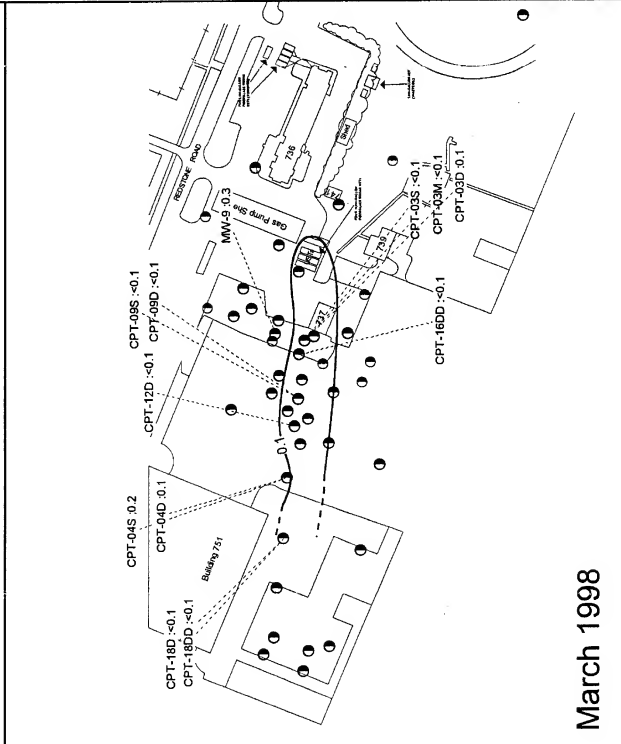 REDSTONE ROAD
736
Shed
Gas Pump Sha
MW-9 :0.3
CPT-03S :<0.1
CPT-03M :<0.1
CPT-03D :0.1
739
737
CPT-09S :<0.1
CPT-09D :<0.1
CPT-16DD :<0.1
CPT-12D :<0.1
0.1
CPT-04S :0.2
CPT-04D :0.1
Building 751
CPT-18D :<0.1
CPT-18DD :<0.1
March 1998